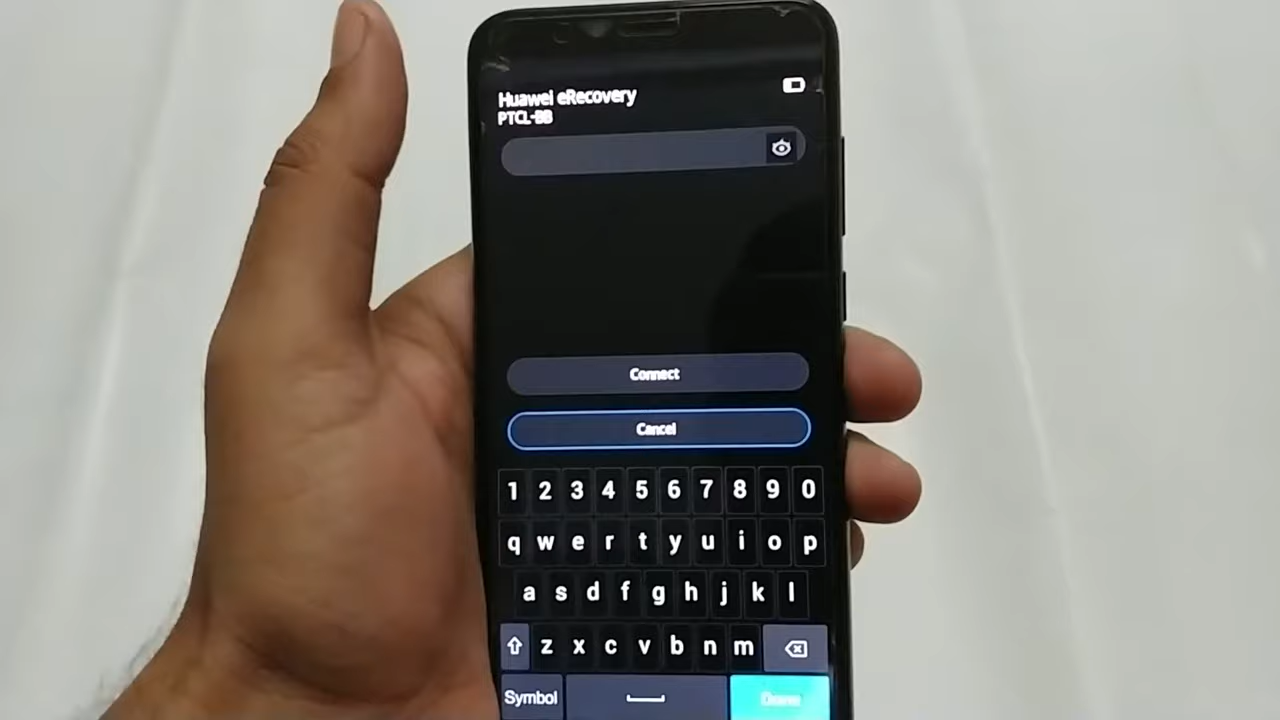 Huawei eRecovery
PTCL-BB
Connect
Cancel
1 2 3 4 5 6 7 8 9 0
q w e r t y u i o p
a s d f g h j k l
z x c v b n m
Symbol Done